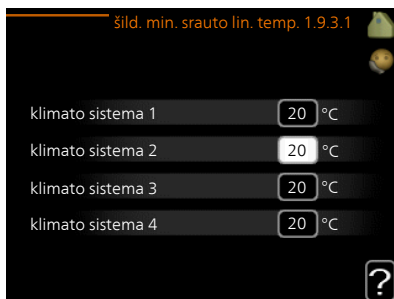 šild. min. srauto lin. temp. 1.9.3.1
klimato sistema 1 20 °C
klimato sistema 2 20 °C
klimato sistema 3 20 °C
klimato sistema 4 20 °C
?